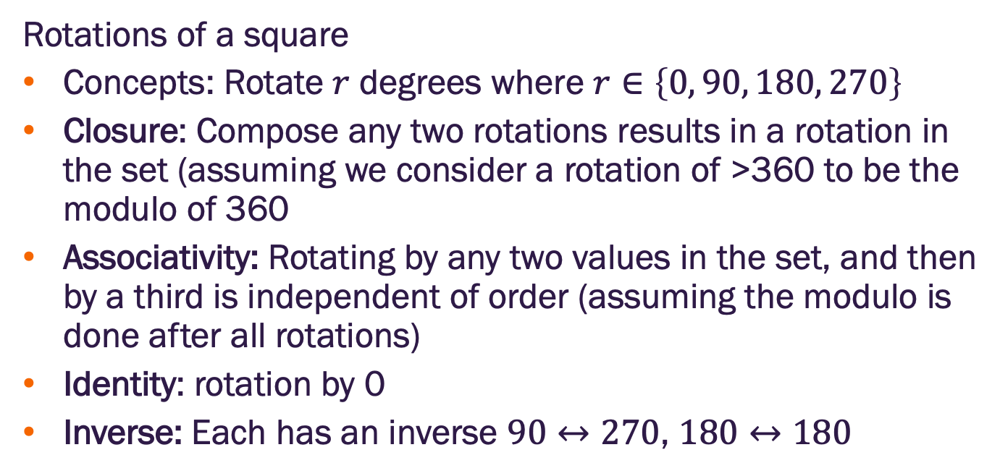 Rotations of a square
• Concepts: Rotate r degrees where r ∈ {0, 90, 180, 270}
• Closure: Compose any two rotations results in a rotation in
the set (assuming we consider a rotation of >360 to be the
modulo of 360
• Associativity: Rotating by any two values in the set, and then
by a third is independent of order (assuming the modulo is
done after all rotations)
• Identity: rotation by 0
• Inverse: Each has an inverse 90 ↔ 270, 180 ↔ 180